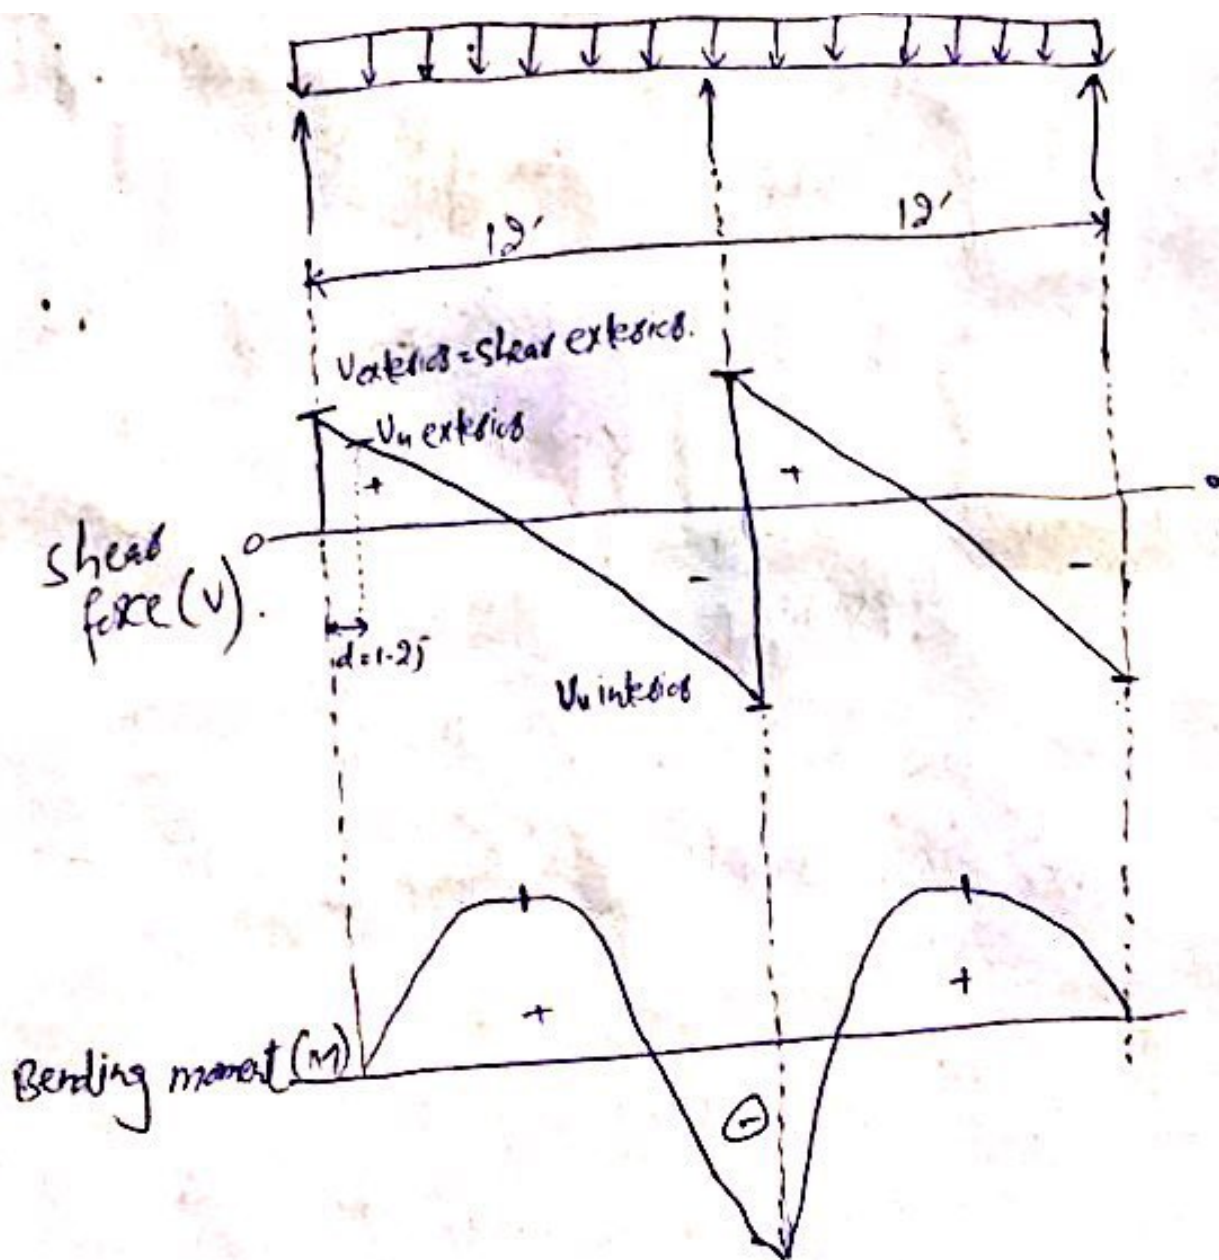 12'
12'
Vexterior = Shear exterior.
Vu exterior
+
+
Shear
force (V).
0
0
-
-
d=1.25
Vu interior
+
+
Bending moment (M)
-